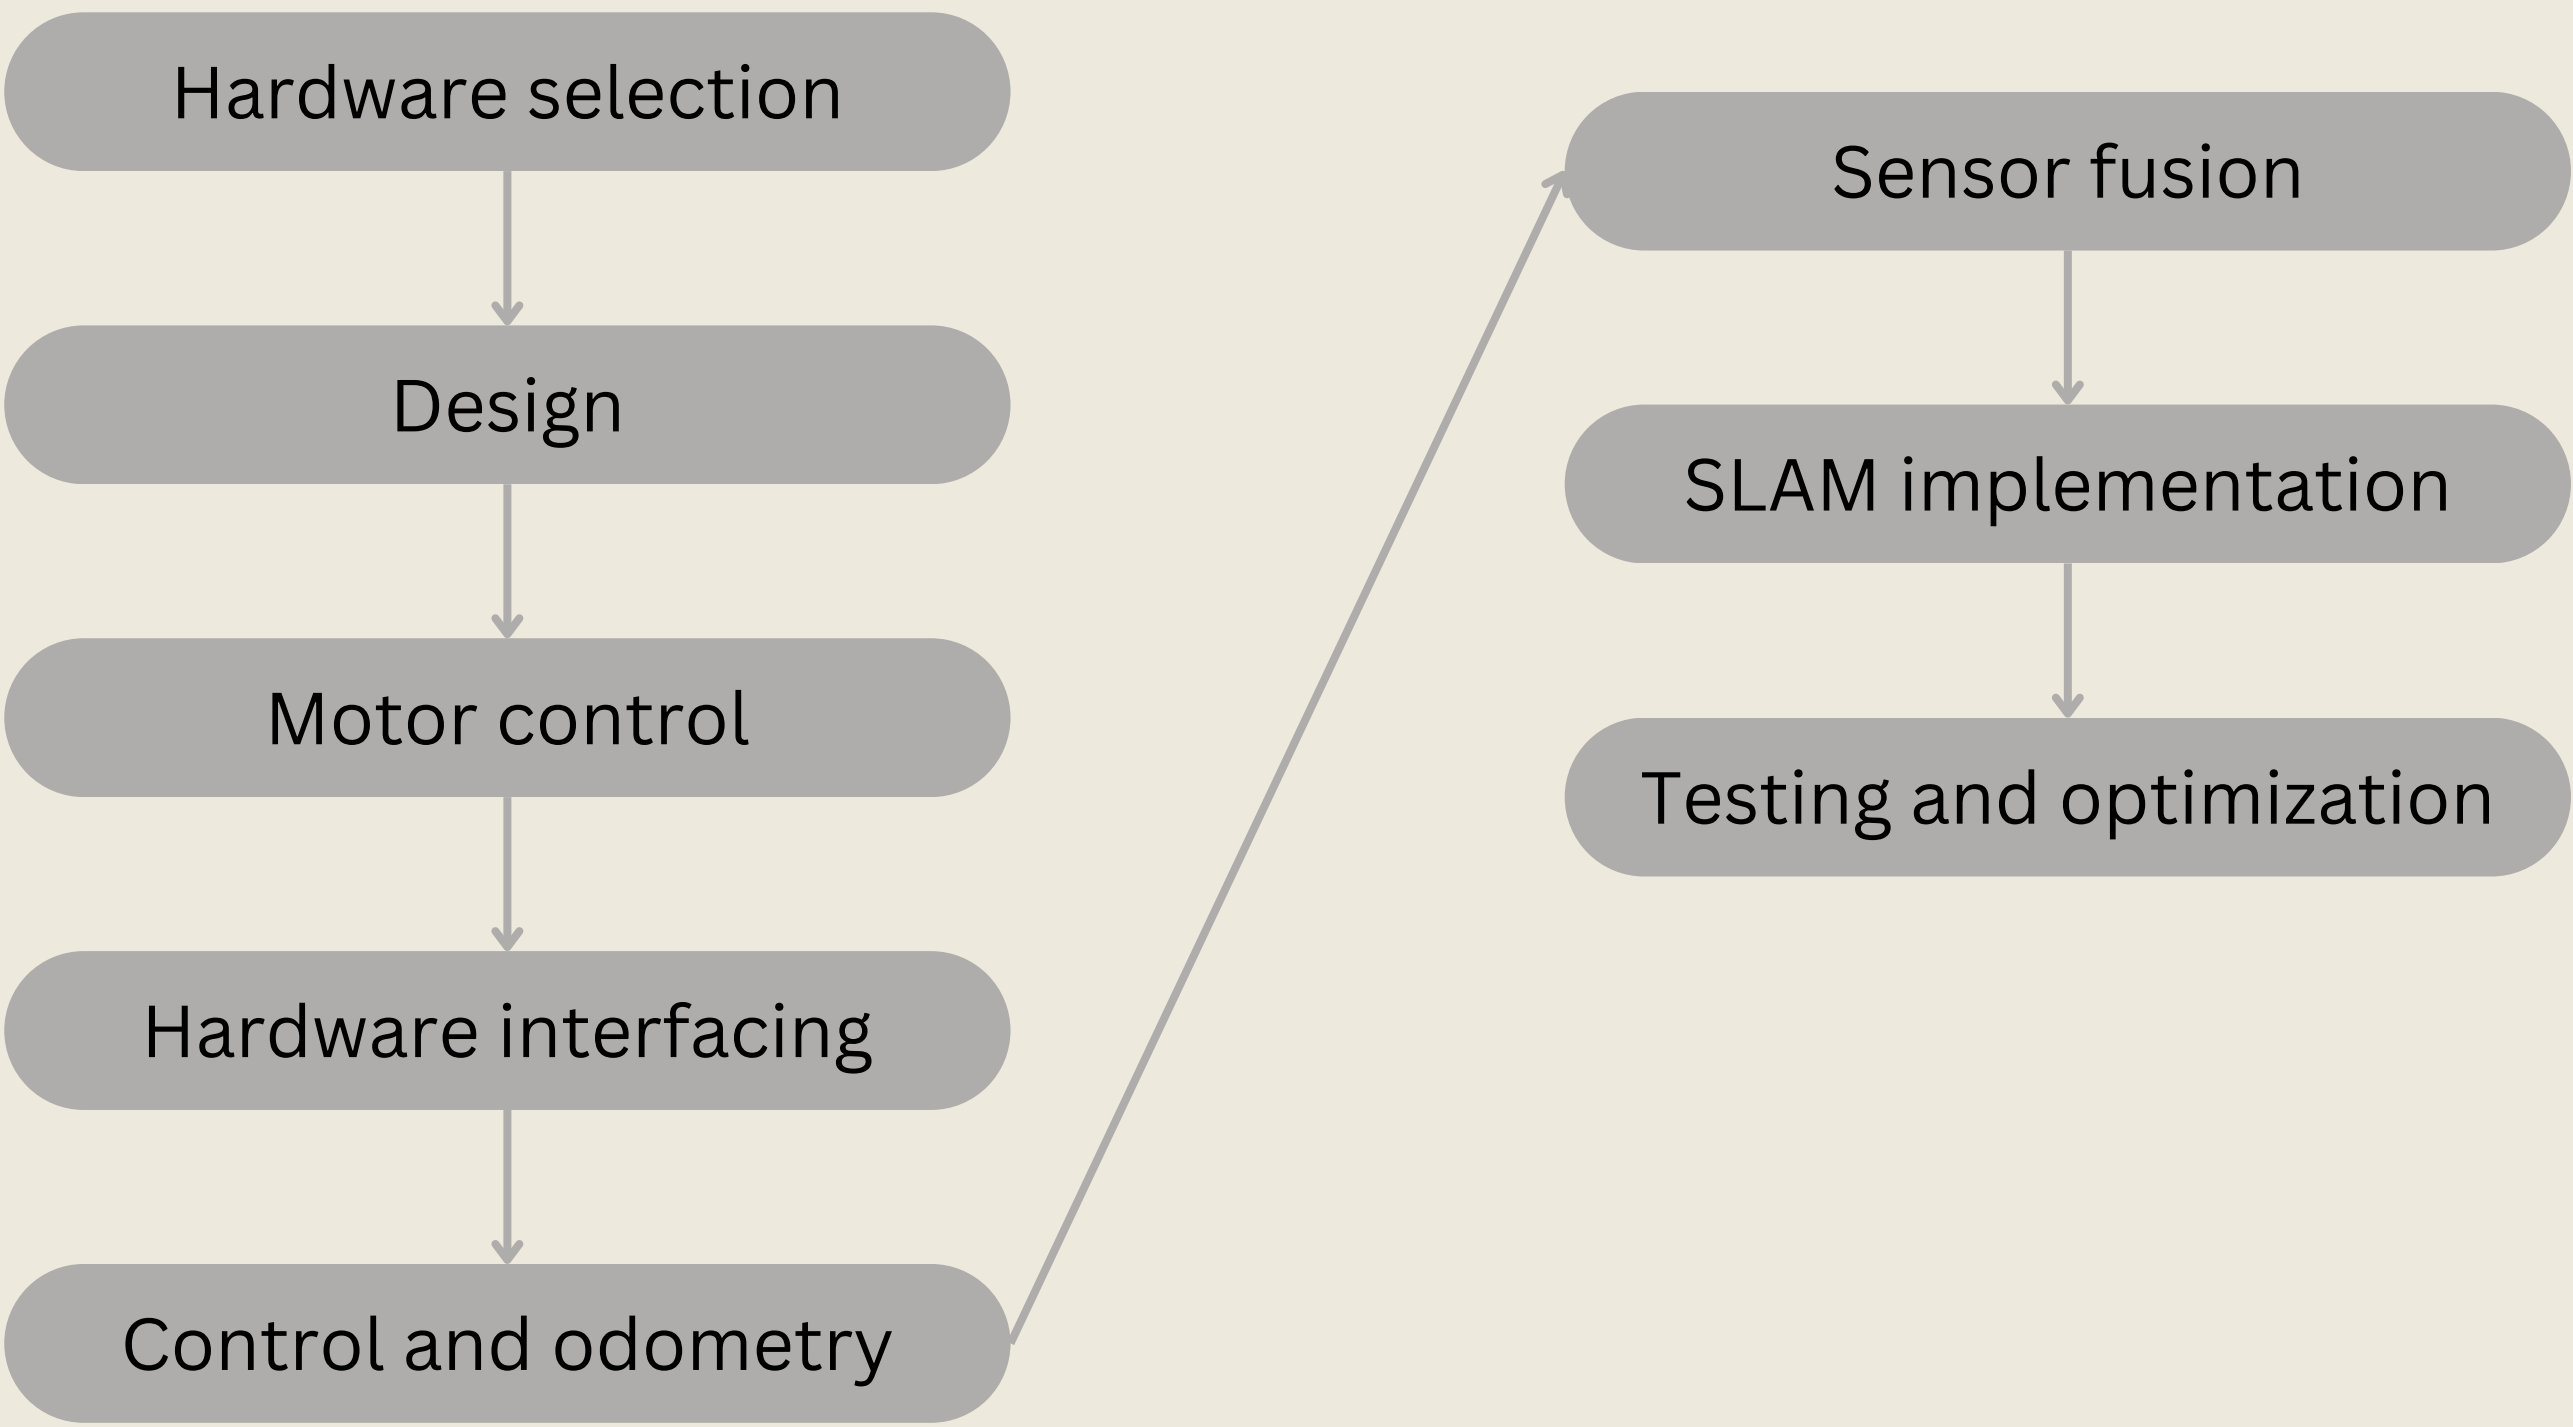 Hardware selection
Design
Motor control
Hardware interfacing
Control and odometry
Sensor fusion
SLAM implementation
Testing and optimization